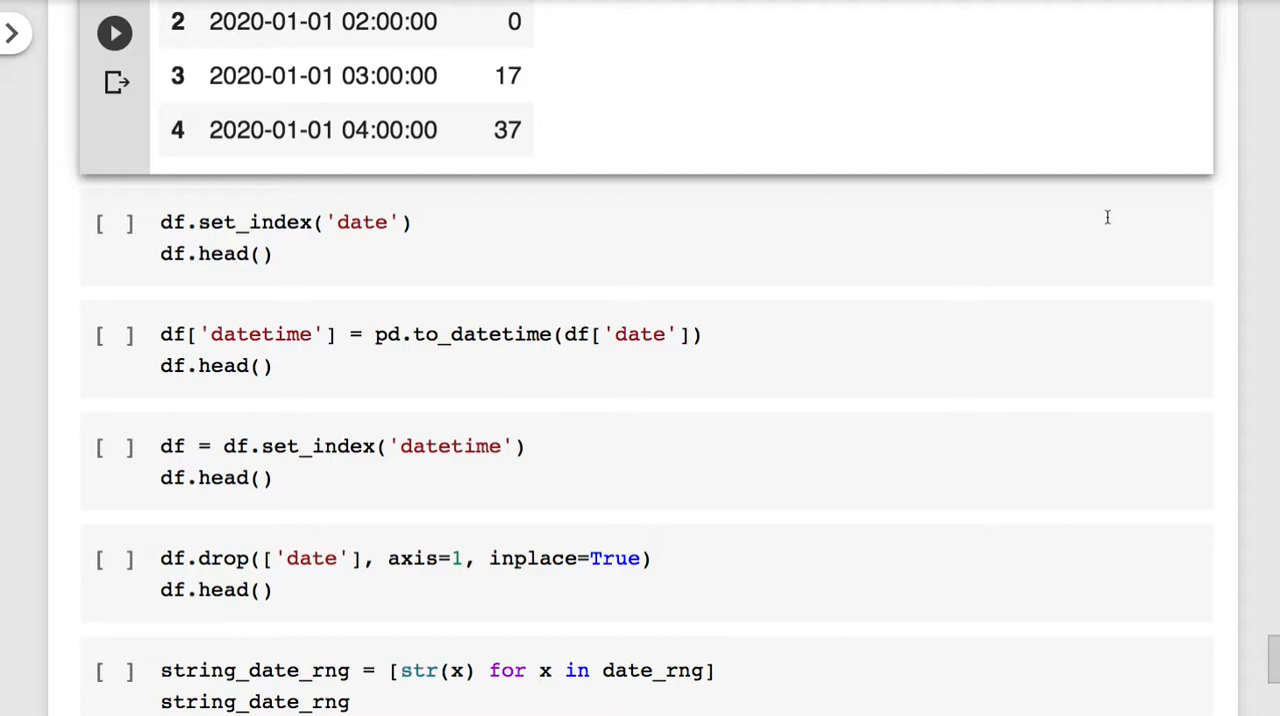 2 2020-01-01 02:00:00 0
3 2020-01-01 03:00:00 17
4 2020-01-01 04:00:00 37
[ ] df.set_index('date')
df.head()
[ ] df['datetime'] = pd.to_datetime(df['date'])
df.head()
[ ] df = df.set_index('datetime')
df.head()
[ ] df.drop(['date'], axis=1, inplace=True)
df.head()
[ ] string_date_rng = [str(x) for x in date_rng]
string_date_rng